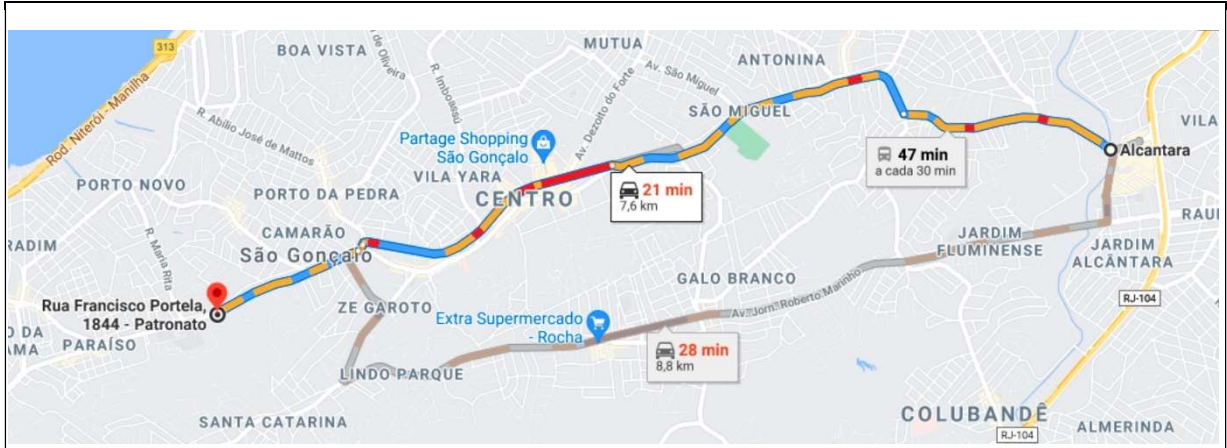 313
BOA VISTA
de Oliveira
R. Imboassú
MUTUA
Av. Dezoito do Forte
Av. São Miguel
ANTONINA
Rod. Niterói - Manilha
R. Abílio José de Mattos
SÃO MIGUEL
VILA
Partage Shopping
São Gonçalo
VILA YARA
47 min
a cada 30 min
Alcantara
PORTO NOVO
PORTO DA PEDRA
CENTRO
21 min
7,6 km
RAUL
RADIM
R. Maria Rita
CAMARÃO
São Gonçalo
JARDIM
FLUMINENSE
JARDIM
ALCÂNTARA
GALO BRANCO
Av. Jorn. Roberto Marinho
RJ-104
Rua Francisco Portela,
1844 - Patronato
ZE GAROTO
Extra Supermercado
- Rocha
O DA
AMA
PARAÍSO
28 min
8,8 km
LINDO PARQUE
SANTA CATARINA
COLUBANDÊ
RJ-104
ALMERINDA